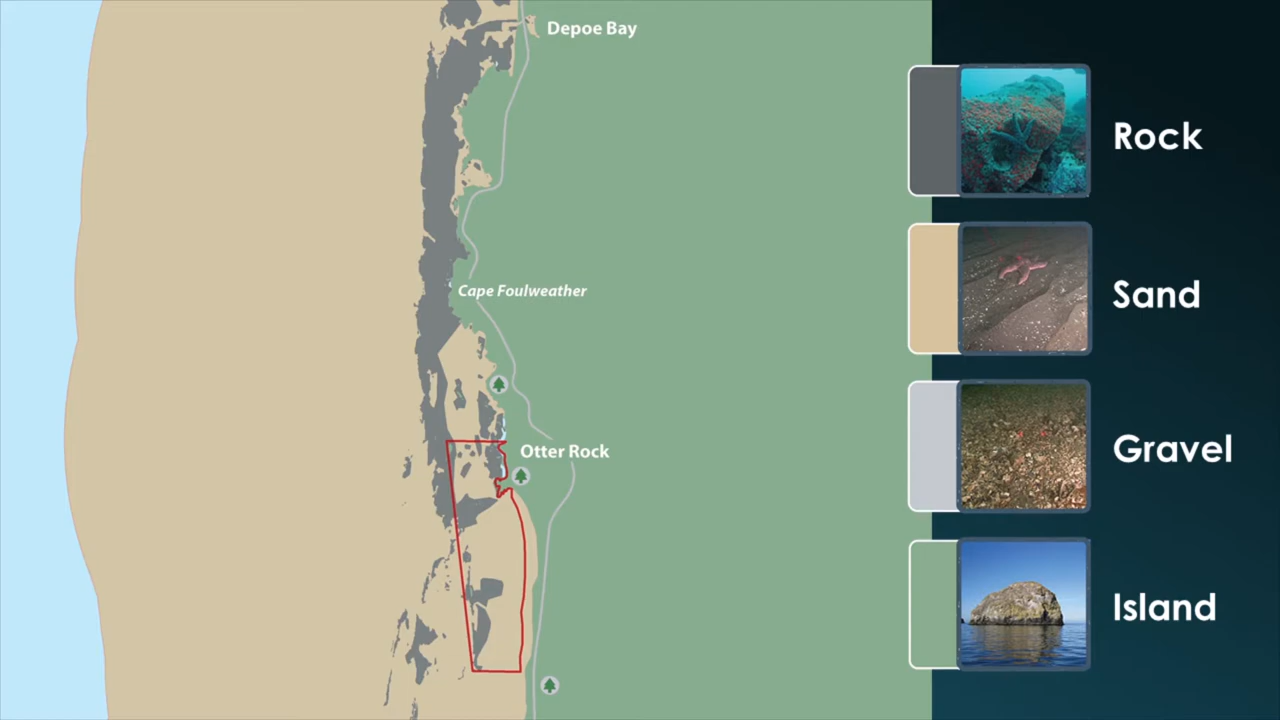 Depoe Bay
Cape Foulweather
Otter Rock
Rock
Sand
Gravel
Island